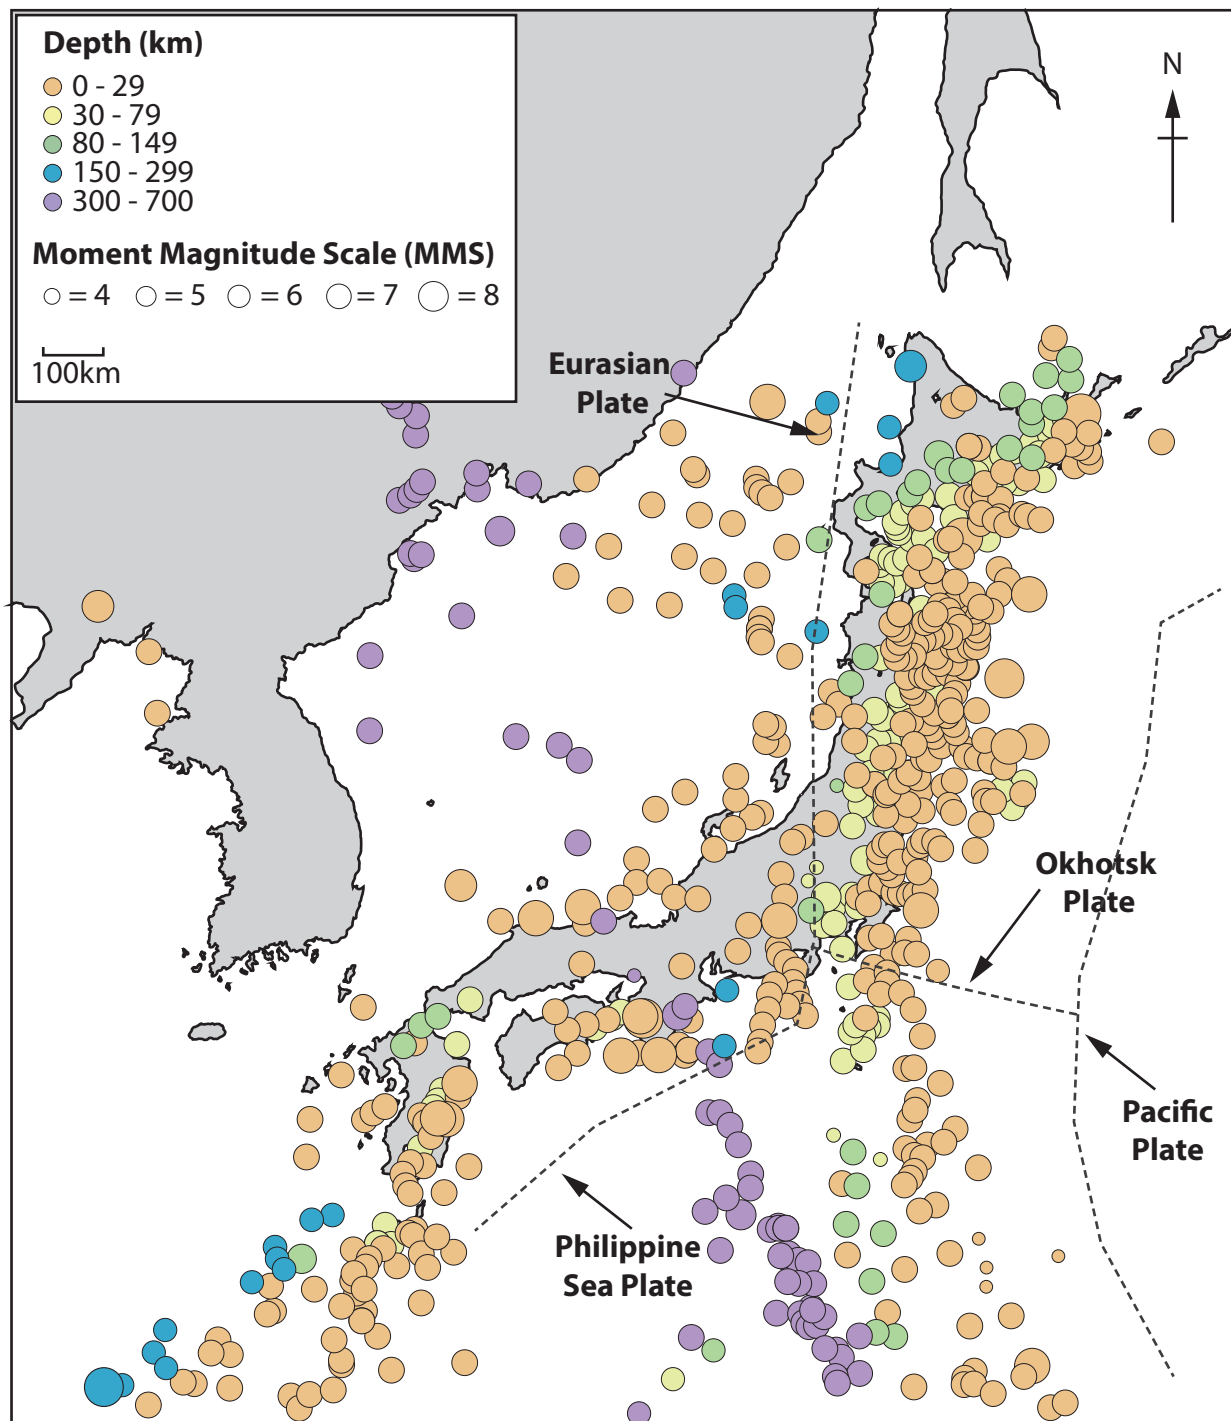 Depth (km)
0 - 29
30 - 79
80 - 149
150 - 299
300 - 700
Moment Magnitude Scale (MMS)
= 4 = 5 = 6 = 7 = 8
100km
N
Eurasian
Plate
Okhotsk
Plate
Pacific
Plate
Philippine
Sea Plate